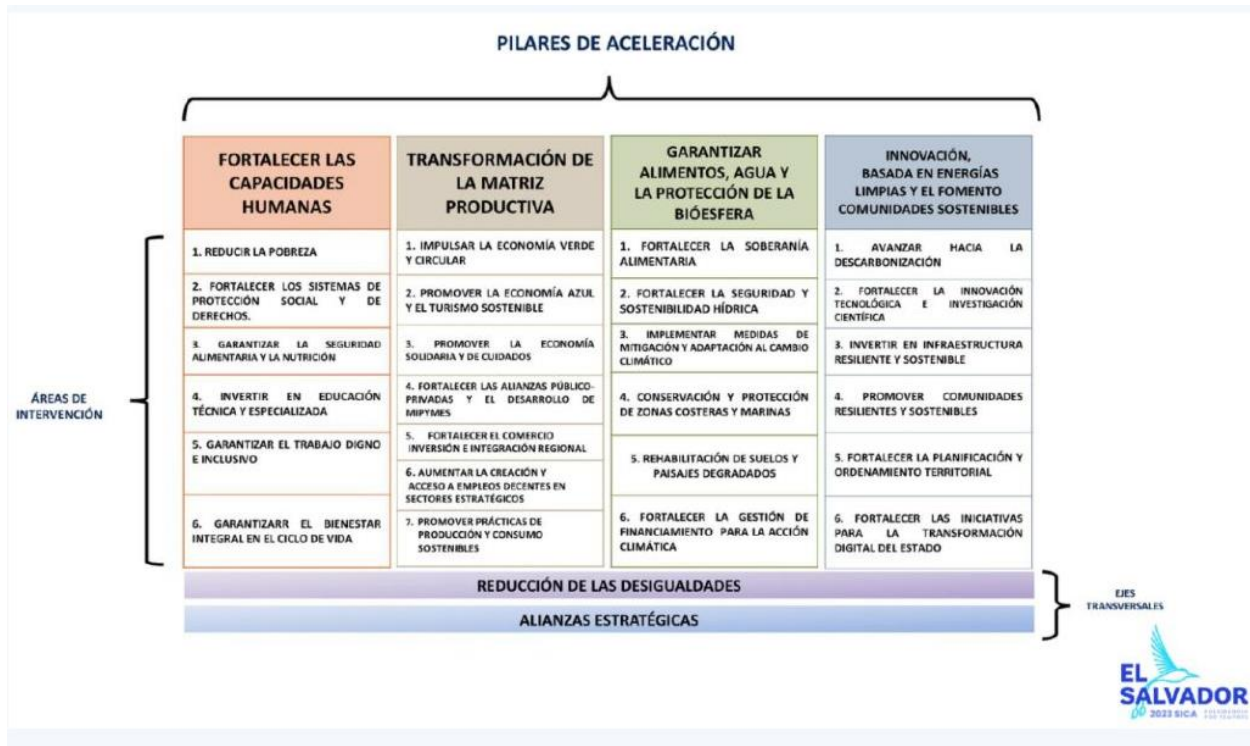 PILARES DE ACELERACIÓN
FORTALECER LAS
CAPACIDADES
HUMANAS
1. REDUCIR LA POBREZA
2. FORTALECER LOS SISTEMAS DE
PROTECCIÓN SOCIAL Y DE
DERECHOS.
3. GARANTIZAR LA SEGURIDAD
ALIMENTARIA Y LA NUTRICIÓN
4. INVERTIR EN EDUCACIÓN
TÉCNICA Y ESPECIALIZADA
5. GARANTIZAR EL TRABAJO DIGNO
E INCLUSIVO
6. GARANTIZARR EL BIENESTAR
INTEGRAL EN EL CICLO DE VIDA
TRANSFORMACIÓN DE
LA MATRIZ
PRODUCTIVA
1. IMPULSAR LA ECONOMÍA VERDE
Y CIRCULAR
2. PROMOVER LA ECONOMÍA AZUL
Y EL TURISMO SOSTENIBLE
3. PROMOVER LA ECONOMÍA
SOLIDARIA Y DE CUIDADOS
4. FORTALECER LAS ALIANZAS PÚBLICO-
PRIVADAS Y EL DESARROLLO DE
MIPYMES
5. FORTALECER EL COMERCIO
INVERSIÓN E INTEGRACIÓN REGIONAL
6. AUMENTAR LA CREACIÓN Y
ACCESO A EMPLEOS DECENTES EN
SECTORES ESTRATÉGICOS
7. PROMOVER PRÁCTICAS DE
PRODUCCIÓN Y CONSUMO
SOSTENIBLES
GARANTIZAR
ALIMENTOS, AGUA Y
LA PROTECCIÓN DE LA
BIÓESFERA
1. FORTALECER LA SOBERANÍA
ALIMENTARIA
2. FORTALECER LA SEGURIDAD Y
SOSTENIBILIDAD HÍDRICA
3. IMPLEMENTAR MEDIDAS DE
MITIGACIÓN Y ADAPTACIÓN AL CAMBIO
CLIMÁTICO
4. CONSERVACIÓN Y PROTECCIÓN
DE ZONAS COSTERAS Y MARINAS
5. REHABILITACIÓN DE SUELOS Y
PAISAJES DEGRADADOS
6. FORTALECER LA GESTIÓN DE
FINANCIAMIENTO PARA LA ACCIÓN
CLIMÁTICA
INNOVACIÓN,
BASADA EN ENERGÍAS
LIMPIAS Y EL FOMENTO
COMUNIDADES SOSTENIBLES
1. AVANZAR HACIA LA
DESCARBONIZACIÓN
2. FORTALECER LA INNOVACIÓN
TECNOLÓGICA E INVESTIGACIÓN
CIENTÍFICA
3. INVERTIR EN INFRAESTRUCTURA
RESILIENTE Y SOSTENIBLE
4. PROMOVER COMUNIDADES
RESILIENTES Y SOSTENIBLES
5. FORTALECER LA PLANIFICACIÓN Y
ORDENAMIENTO TERRITORIAL
6. FORTALECER LAS INICIATIVAS
PARA LA TRANSFORMACIÓN
DIGITAL DEL ESTADO
ÁREAS DE
INTERVENCIÓN
REDUCCIÓN DE LAS DESIGUALDADES
ALIANZAS ESTRATÉGICAS
EJES
TRANSVERSALES
EL
SALVADOR
2023 SICA